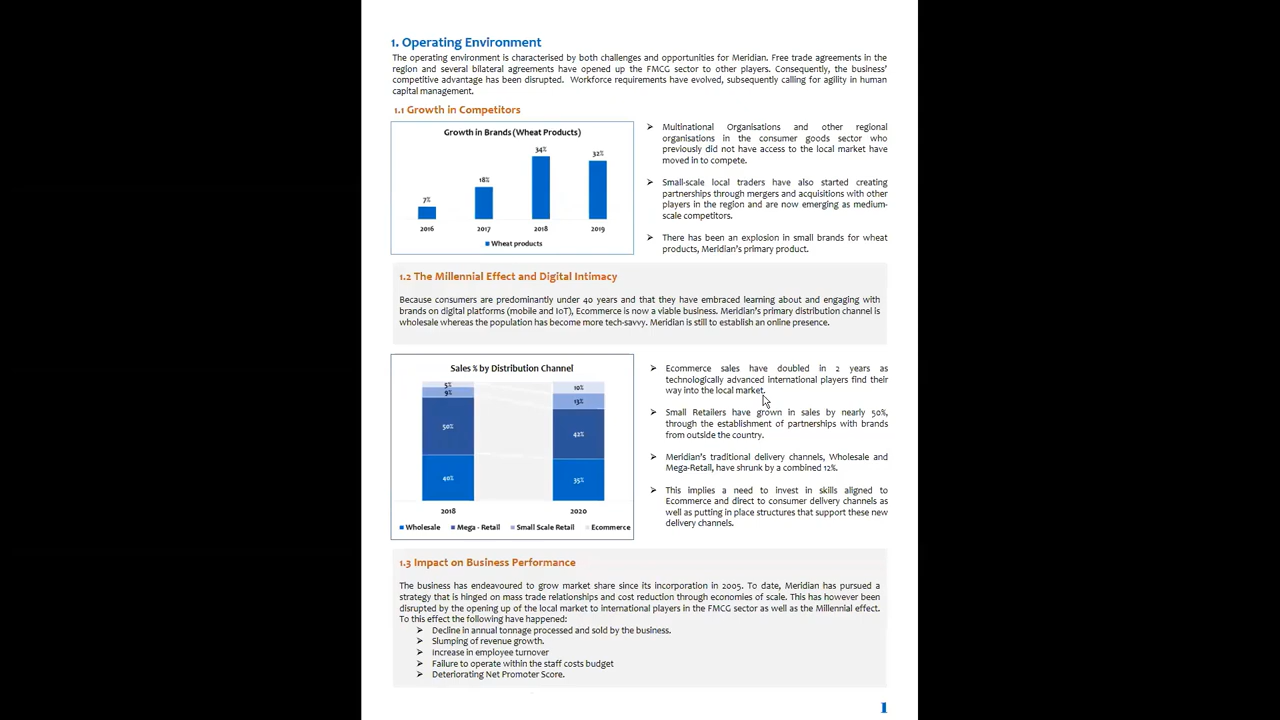 1. Operating Environment
The operating environment is characterised by both challenges and opportunities for Meridian. Free trade agreements in the
region and several bilateral agreements have opened up the FMCG sector to other players. Consequently, the business'
competitive advantage has been disrupted. Workforce requirements have evolved, subsequently calling for agility in human
capital management.
1.1 Growth in Competitors
Growth in Brands (Wheat Products)
7%
18%
34%
32%
2016
2017
2018
2019
Wheat products
Multinational Organisations and other regional
organisations in the consumer goods sector who
previously did not have access to the local market have
moved in to compete.
Small-scale local traders have also started creating
partnerships through mergers and acquisitions with other
players in the region and are now emerging as medium-
scale competitors.
There has been an explosion in small brands for wheat
products, Meridian's primary product.
1.2 The Millennial Effect and Digital Intimacy
Because consumers are predominantly under 40 years and that they have embraced learning about and engaging with
brands on digital platforms (mobile and IoT), Ecommerce is now a viable business. Meridian's primary distribution channel is
wholesale whereas the population has become more tech-savvy. Meridian is still to establish an online presence.
Sales % by Distribution Channel
5%
9%
50%
40%
10%
13%
42%
35%
2018
2020
Wholesale
Mega - Retail
Small Scale Retail
Ecommerce
Ecommerce sales have doubled in 2 years as
technologically advanced international players find their
way into the local market.
Small Retailers have grown in sales by nearly 50%,
through the establishment of partnerships with brands
from outside the country.
Meridian's traditional delivery channels, Wholesale and
Mega-Retail, have shrunk by a combined 12%.
This implies a need to invest in skills aligned to
Ecommerce and direct to consumer delivery channels as
well as putting in place structures that support these new
delivery channels.
1.3 Impact on Business Performance
The business has endeavoured to grow market share since its incorporation in 2005. To date, Meridian has pursued a
strategy that is hinged on mass trade relationships and cost reduction through economies of scale. This has however been
disrupted by the opening up of the local market to international players in the FMCG sector as well as the Millennial effect.
To this effect the following have happened:
Decline in annual tonnage processed and sold by the business.
Slumping of revenue growth.
Increase in employee turnover
Failure to operate within the staff costs budget
Deteriorating Net Promoter Score.
1